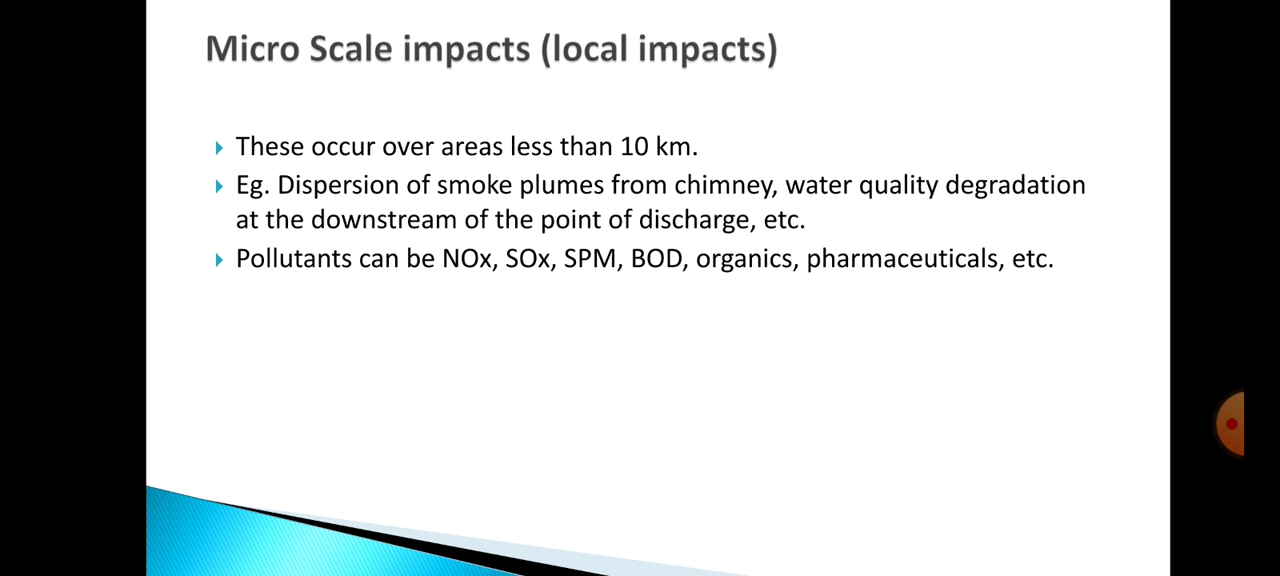 Micro Scale impacts (local impacts)
These occur over areas less than 10 km.
Eg. Dispersion of smoke plumes from chimney, water quality degradation
at the downstream of the point of discharge, etc.
Pollutants can be NOx, SOx, SPM, BOD, organics, pharmaceuticals, etc.